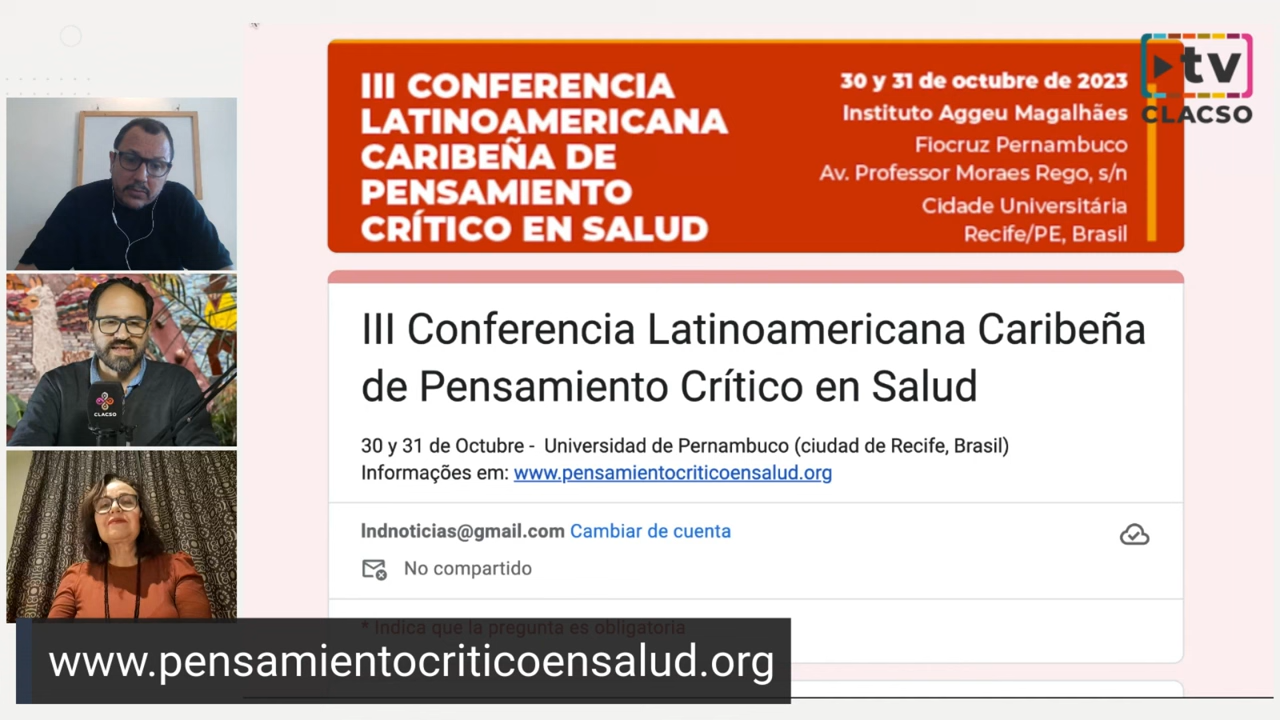 III CONFERENCIA
LATINOAMERICANA
CARIBEÑA DE
PENSAMIENTO
CRÍTICO EN SALUD
30 y 31 de octubre de 2023
Instituto Aggeu Magalhães
Fiocruz Pernambuco
Av. Professor Moraes Rego, s/n
Cidade Universitária
Recife/PE, Brasil
tv
CLACSO
III Conferencia Latinoamericana Caribeña
de Pensamiento Crítico en Salud
30 y 31 de Octubre - Universidad de Pernambuco (ciudad de Recife, Brasil)
Informações em: www.pensamientocriticoensalud.org
lndnoticias@gmail.com Cambiar de cuenta
No compartido
* Indica que la pregunta es obligatoria
CLACSO
www.pensamientocriticoensalud.org